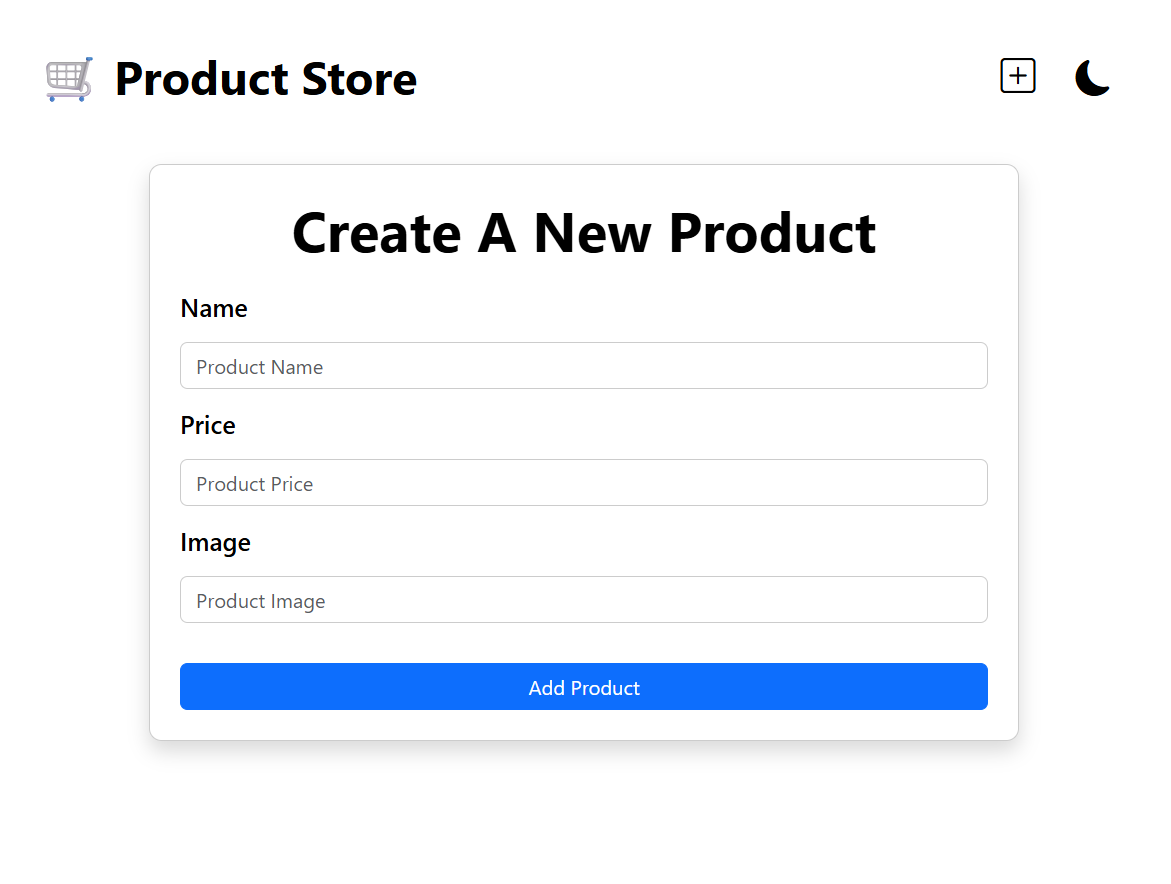 Product Store
Create A New Product
Name
Product Name
Price
Product Price
Image
Product Image
Add Product